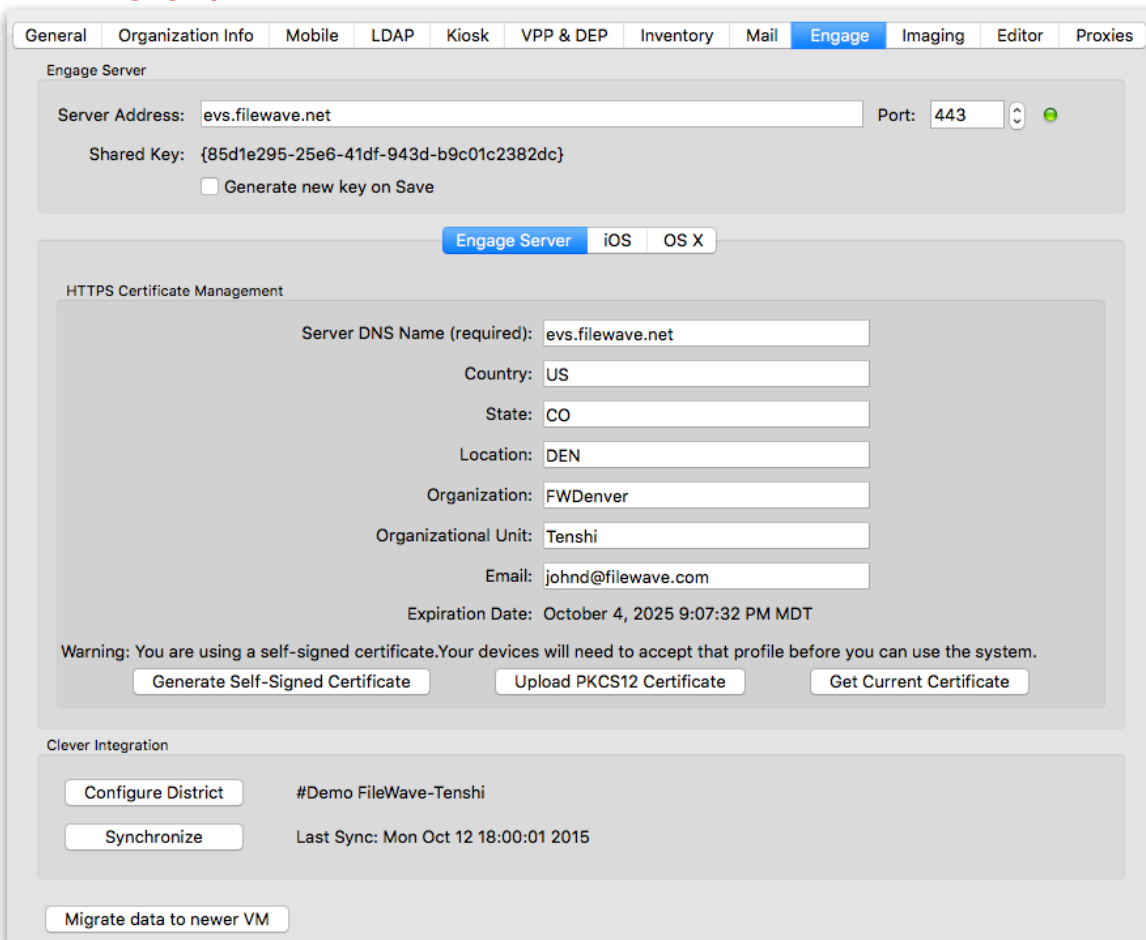 General Organization Info Mobile LDAP Kiosk VPP & DEP Inventory Mail Engage Imaging Editor Proxies
Engage Server
Server Address: evs.filewave.net Port: 443
Shared Key: {85d1e295-25e6-41df-943d-b9c01c2382dc}
Generate new key on Save
Engage Server iOS OS X
HTTPS Certificate Management
Server DNS Name (required): evs.filewave.net
Country: US
State: CO
Location: DEN
Organization: FWDenver
Organizational Unit: Tenshi
Email: johnd@filewave.com
Expiration Date: October 4, 2025 9:07:32 PM MDT
Warning: You are using a self-signed certificate.Your devices will need to accept that profile before you can use the system.
Generate Self-Signed Certificate Upload PKCS12 Certificate Get Current Certificate
Clever Integration
Configure District #Demo FileWave-Tenshi
Synchronize Last Sync: Mon Oct 12 18:00:01 2015
Migrate data to newer VM